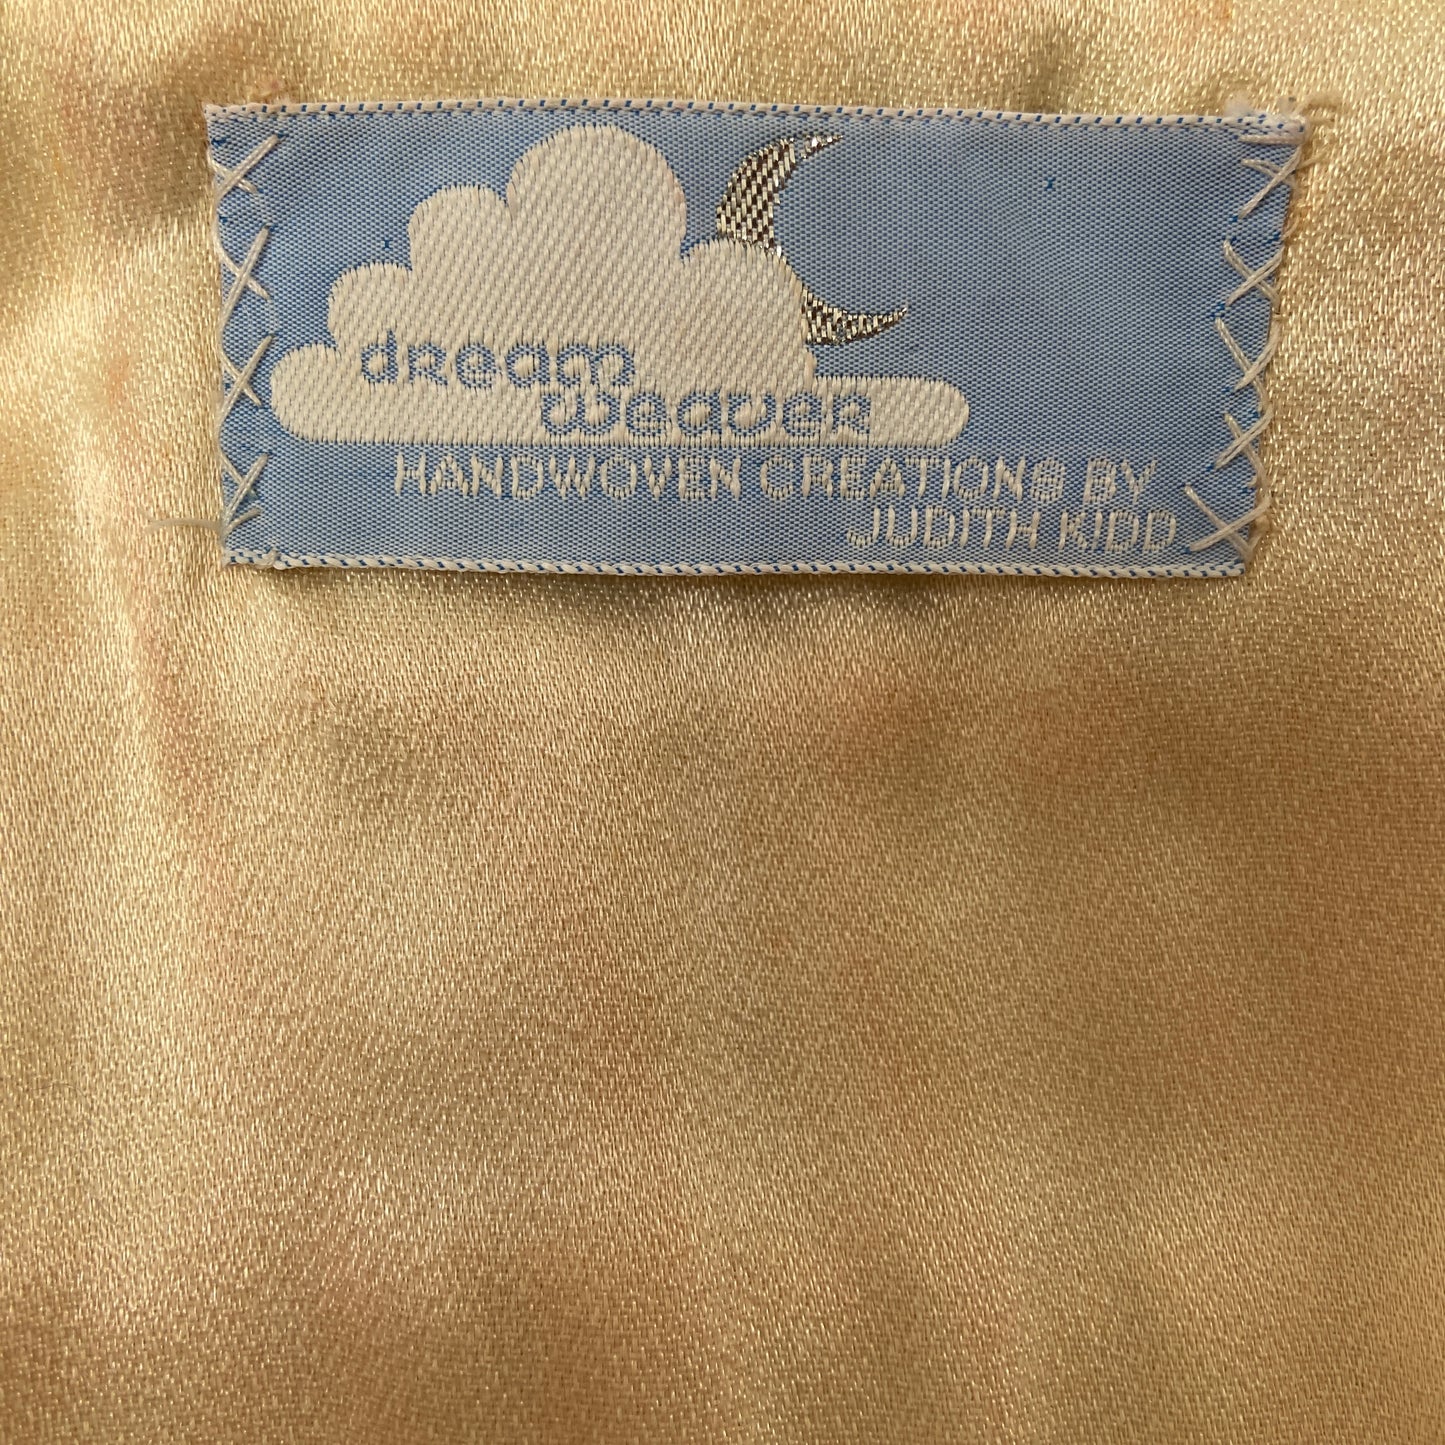 dream
weaver
HANDWOVEN CREATIONS BY
JUDITH KIDD